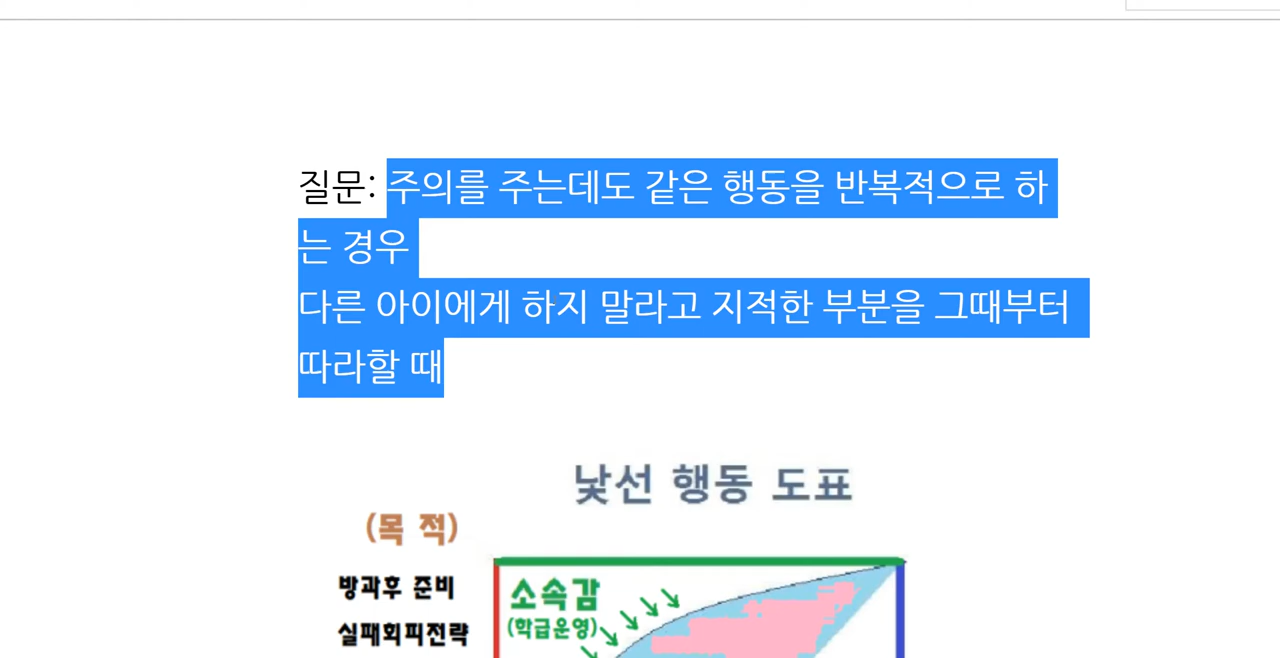 질문: 주의를 주는데도 같은 행동을 반복적으로 하
는 경우
다른 아이에게 하지 말라고 지적한 부분을 그때부터
따라할 때
낯선 행동 도표
(목 적)
방과후 준비
소속감
(학급운영)
실패회피전략